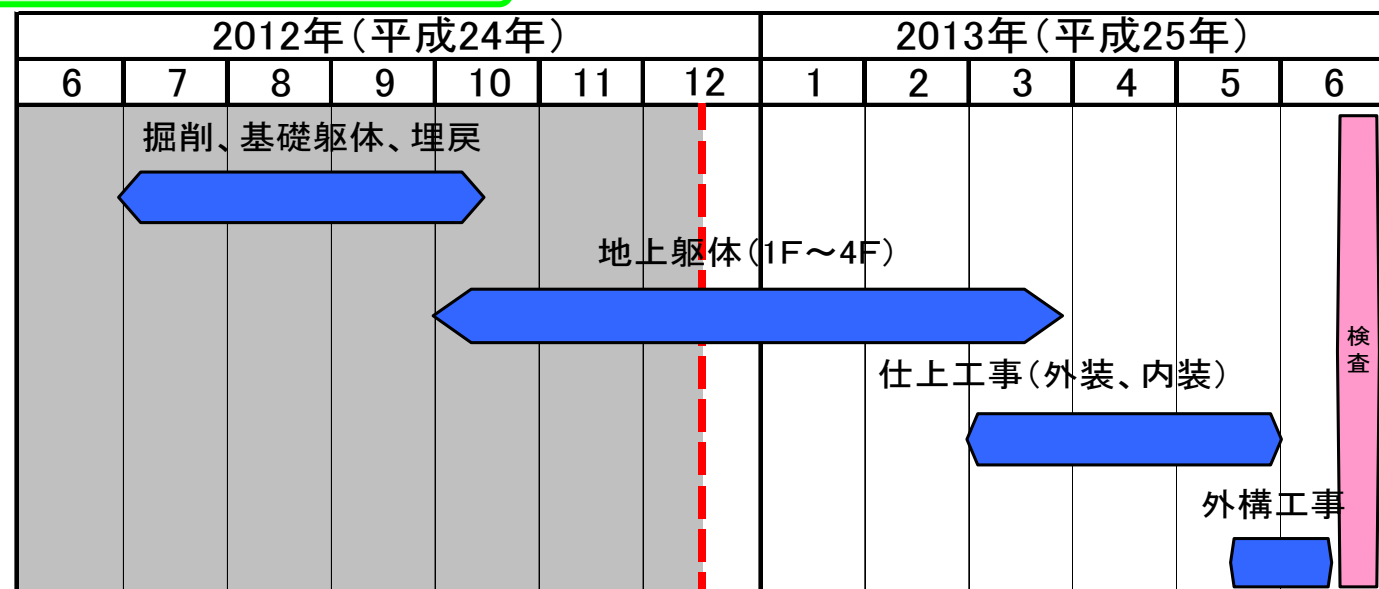 2012年（平成24年） 2013年（平成25年）
6 7 8 9 10 11 12 1 2 3 4 5 6
掘削、基礎躯体、埋戻
地上躯体（1F～4F）
仕上工事（外装、内装）
外構工事
検査